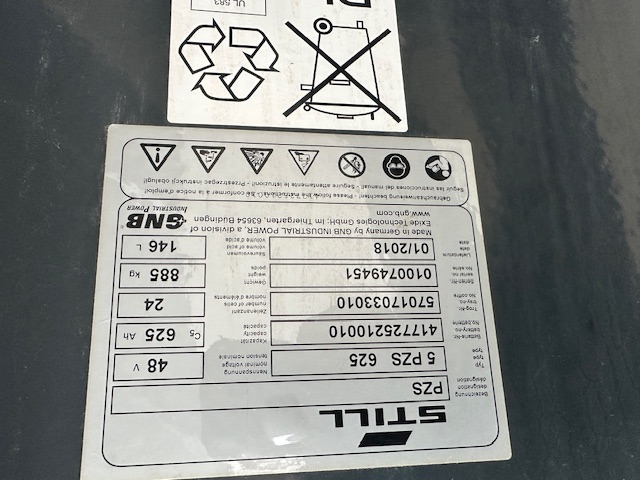 STILL
Bezeichnung
désignation
designation
PZS
Typ
type
type
5 PZS 625
Nennspannung
nominal voltage
tension nominale
48 V
Batterie-Nr.
battery-no.
No.batterie
417725210010
Kapazität
capacity
capacité
C5 625 Ah
Trog-Nr.
tray-no.
No coffre
57017033010
Zellenanzahl
number of cells
nombre éléments
24
Serien-Nr.
serial no.
No série
0100749451
Gewicht
weight
poids
885 kg
Lieferdatum
date
date
01/2018
Säurevolumen
volume of acid
volume d'acide
146 L
Made in Germany by GNB INDUSTRIAL POWER, a division of
Exide Technologies GmbH, Im Thiergarten, 63654 Büdingen
www.gnb.com
GNB
INDUSTRIAL POWER
Gebrauchsanweisung beachten! - Please, follow the instructions! - Se conformer à la notice d'emploi!
Seguir las instrucciones del manual! - Seguire attentamente le istruzioni! - Przestrzegac instrukcji obslugi!
UL 583